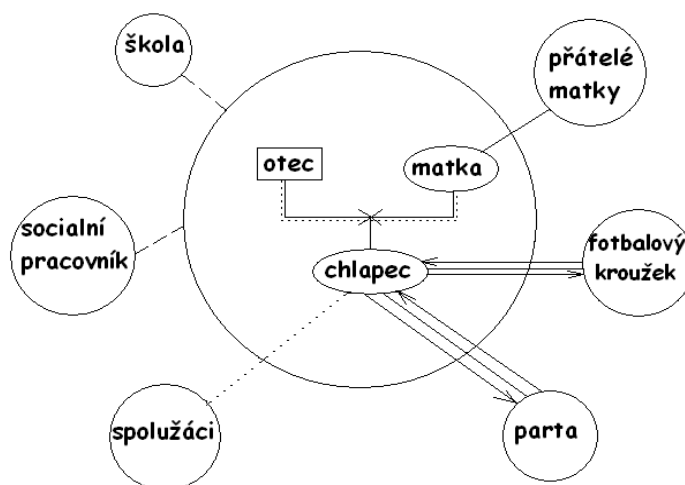 škola
přátelé
matky
otec
matka
socialní
pracovník
chlapec
fotbalový
kroužek
spolužáci
parta